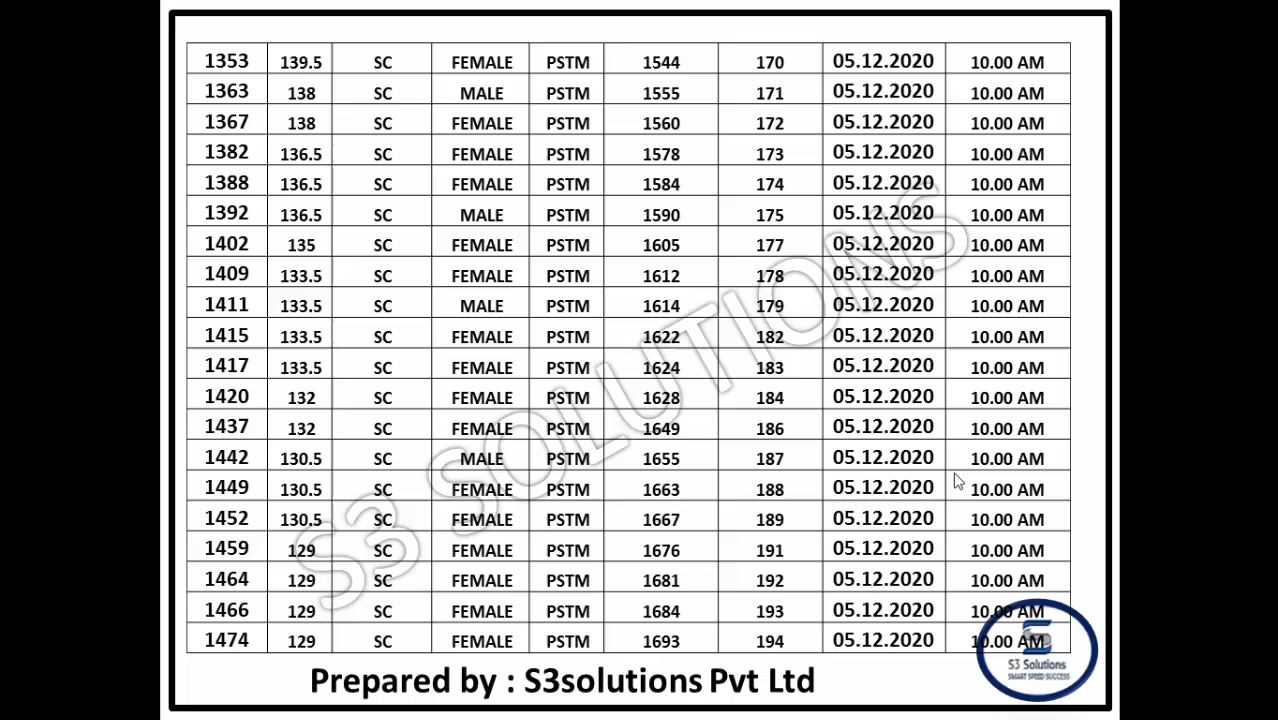 1353 139.5 SC FEMALE PSTM 1544 170 05.12.2020 10.00 AM
1363 138 SC MALE PSTM 1555 171 05.12.2020 10.00 AM
1367 138 SC FEMALE PSTM 1560 172 05.12.2020 10.00 AM
1382 136.5 SC FEMALE PSTM 1578 173 05.12.2020 10.00 AM
1388 136.5 SC FEMALE PSTM 1584 174 05.12.2020 10.00 AM
1392 136.5 SC MALE PSTM 1590 175 05.12.2020 10.00 AM
1402 135 SC FEMALE PSTM 1605 177 05.12.2020 10.00 AM
1409 133.5 SC FEMALE PSTM 1612 178 05.12.2020 10.00 AM
1411 133.5 SC MALE PSTM 1614 179 05.12.2020 10.00 AM
1415 133.5 SC FEMALE PSTM 1622 182 05.12.2020 10.00 AM
1417 133.5 SC FEMALE PSTM 1624 183 05.12.2020 10.00 AM
1420 132 SC FEMALE PSTM 1628 184 05.12.2020 10.00 AM
1437 132 SC FEMALE PSTM 1649 186 05.12.2020 10.00 AM
1442 130.5 SC MALE PSTM 1655 187 05.12.2020 10.00 AM
1449 130.5 SC FEMALE PSTM 1663 188 05.12.2020 10.00 AM
1452 130.5 SC FEMALE PSTM 1667 189 05.12.2020 10.00 AM
1459 129 SC FEMALE PSTM 1676 191 05.12.2020 10.00 AM
1464 129 SC FEMALE PSTM 1681 192 05.12.2020 10.00 AM
1466 129 SC FEMALE PSTM 1684 193 05.12.2020 10.00 AM
1474 129 SC FEMALE PSTM 1693 194 05.12.2020 10.00 AM
S3 SOLUTIONS
Prepared by : S3solutions Pvt Ltd
S3 Solutions
SMART SPEED SUCCESS